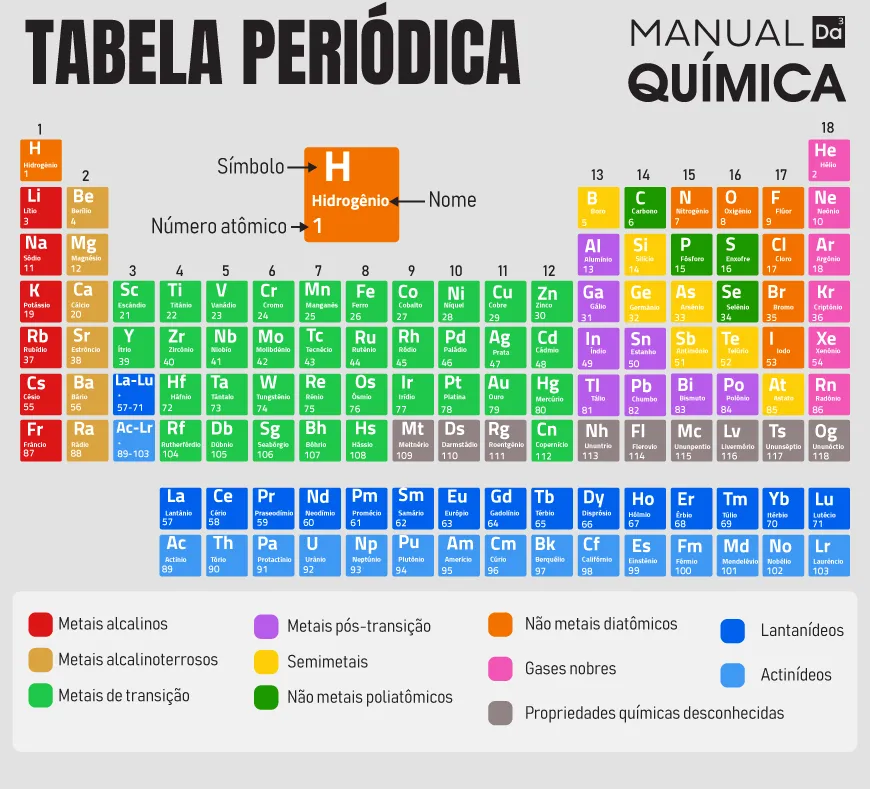 TABELA PERIÓDICA
MANUAL Da 3
QUÍMICA
1
18
H
Hidrogênio
1
Símbolo
H
Hidrogênio
Nome
Número atômico
1
He
Hélio
2
2
13
14
15
16
17
Li
Lítio
3
Be
Berílio
4
B
Boro
5
C
Carbono
6
N
Nitrogênio
7
O
Oxigênio
8
F
Flúor
9
Ne
Neônio
10
Na
Sódio
11
Mg
Magnésio
12
Al
Alumínio
13
Si
Silício
14
P
Fósforo
15
S
Enxofre
16
Cl
Cloro
17
Ar
Argônio
18
3
4
5
6
7
8
9
10
11
12
K
Potássio
19
Ca
Cálcio
20
Sc
Escândio
21
Ti
Titânio
22
V
Vanádio
23
Cr
Cromo
24
Mn
Manganês
25
Fe
Ferro
26
Co
Cobalto
27
Ni
Níquel
28
Cu
Cobre
29
Zn
Zinco
30
Ga
Gálio
31
Ge
Germânio
32
As
Arsênio
33
Se
Selênio
34
Br
Bromo
35
Kr
Criptônio
36
Rb
Rubídio
37
Sr
Estrôncio
38
Y
Ítrio
39
Zr
Zircônio
40
Nb
Nióbio
41
Mo
Molibdênio
42
Tc
Tecnécio
43
Ru
Rutênio
44
Rh
Ródio
45
Pd
Paládio
46
Ag
Prata
47
Cd
Cádmio
48
In
Índio
49
Sn
Estanho
50
Sb
Antimônio
51
Te
Telúrio
52
I
Iodo
53
Xe
Xenônio
54
Cs
Césio
55
Ba
Bário
56
La-Lu
-
57-71
Hf
Háfnio
72
Ta
Tântalo
73
W
Tungstênio
74
Re
Rênio
75
Os
Ósmio
76
Ir
Irídio
77
Pt
Platina
78
Au
Ouro
79
Hg
Mercúrio
80
Tl
Tálio
81
Pb
Chumbo
82
Bi
Bismuto
83
Po
Polônio
84
At
Astato
85
Rn
Radônio
86
Fr
Frâncio
87
Ra
Rádio
88
Ac-Lr
-
89-103
Rf
Rutherfórdio
104
Db
Dúbnio
105
Sg
Seabórgio
106
Bh
Bóhrio
107
Hs
Hássio
108
Mt
Meitnério
109
Ds
Darmstádio
110
Rg
Roentgênio
111
Cn
Copernício
112
Nh
Ununtrio
113
Fl
Flerovio
114
Mc
Ununpentio
115
Lv
Livermório
116
Ts
Ununséptio
117
Og
Ununóctio
118
La
Lantânio
57
Ce
Cério
58
Pr
Praseodímio
59
Nd
Neodímio
60
Pm
Promécio
61
Sm
Samário
62
Eu
Európio
63
Gd
Gadolínio
64
Tb
Térbio
65
Dy
Disprósio
66
Ho
Hólmio
67
Er
Érbio
68
Tm
Túlio
69
Yb
Itérbio
70
Lu
Lutécio
71
Ac
Actínio
89
Th
Tório
90
Pa
Protactínio
91
U
Urânio
92
Np
Neptúnio
93
Pu
Plutônio
94
Am
Amerício
95
Cm
Cúrio
96
Bk
Berquélio
97
Cf
Califórnio
98
Es
Einstênio
99
Fm
Férmio
100
Md
Mendelévio
101
No
Nobélio
102
Lr
Laurêncio
103
Metais alcalinos
Metais alcalinoterrosos
Metais de transição
Metais pós-transição
Semimetais
Não metais poliatômicos
Não metais diatômicos
Gases nobres
Propriedades químicas desconhecidas
Lantanídeos
Actinídeos